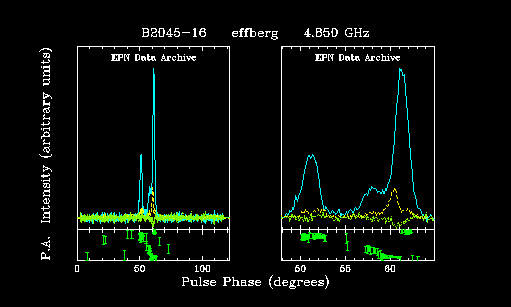 B2045-16 effberg 4.850 GHz
EPN Data Archive EPN Data Archive
P.A. Intensity (arbitrary units)
0 50 100 50 55 60
Pulse Phase (degrees)